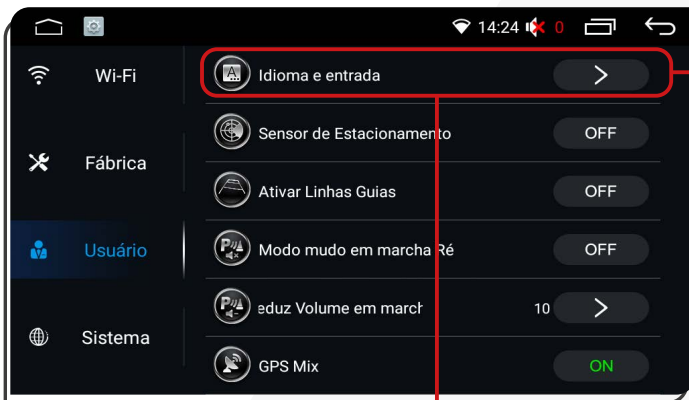 14:24 0
Wi-Fi
Fábrica
Usuário
Sistema
Idioma e entrada
Sensor de Estacionamento OFF
Ativar Linhas Guias OFF
Modo mudo em marcha Ré OFF
eduz Volume em march 10
GPS Mix ON